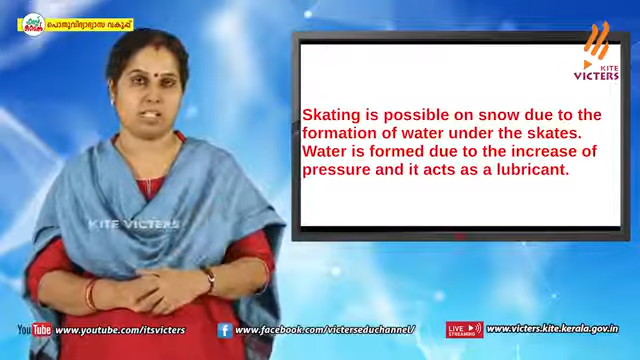 പൊതുവിദ്യാഭ്യാസ വകുപ്പ്
KITE
VICTERS
Skating is possible on snow due to the
formation of water under the skates.
Water is formed due to the increase of
pressure and it acts as a lubricant.
KITE VICTERS
YouTube www.youtube.com/itsvicters
f www.facebook.com/victerseduchannel/
LIVE STREAMING www.victers.kite.kerala.gov.in